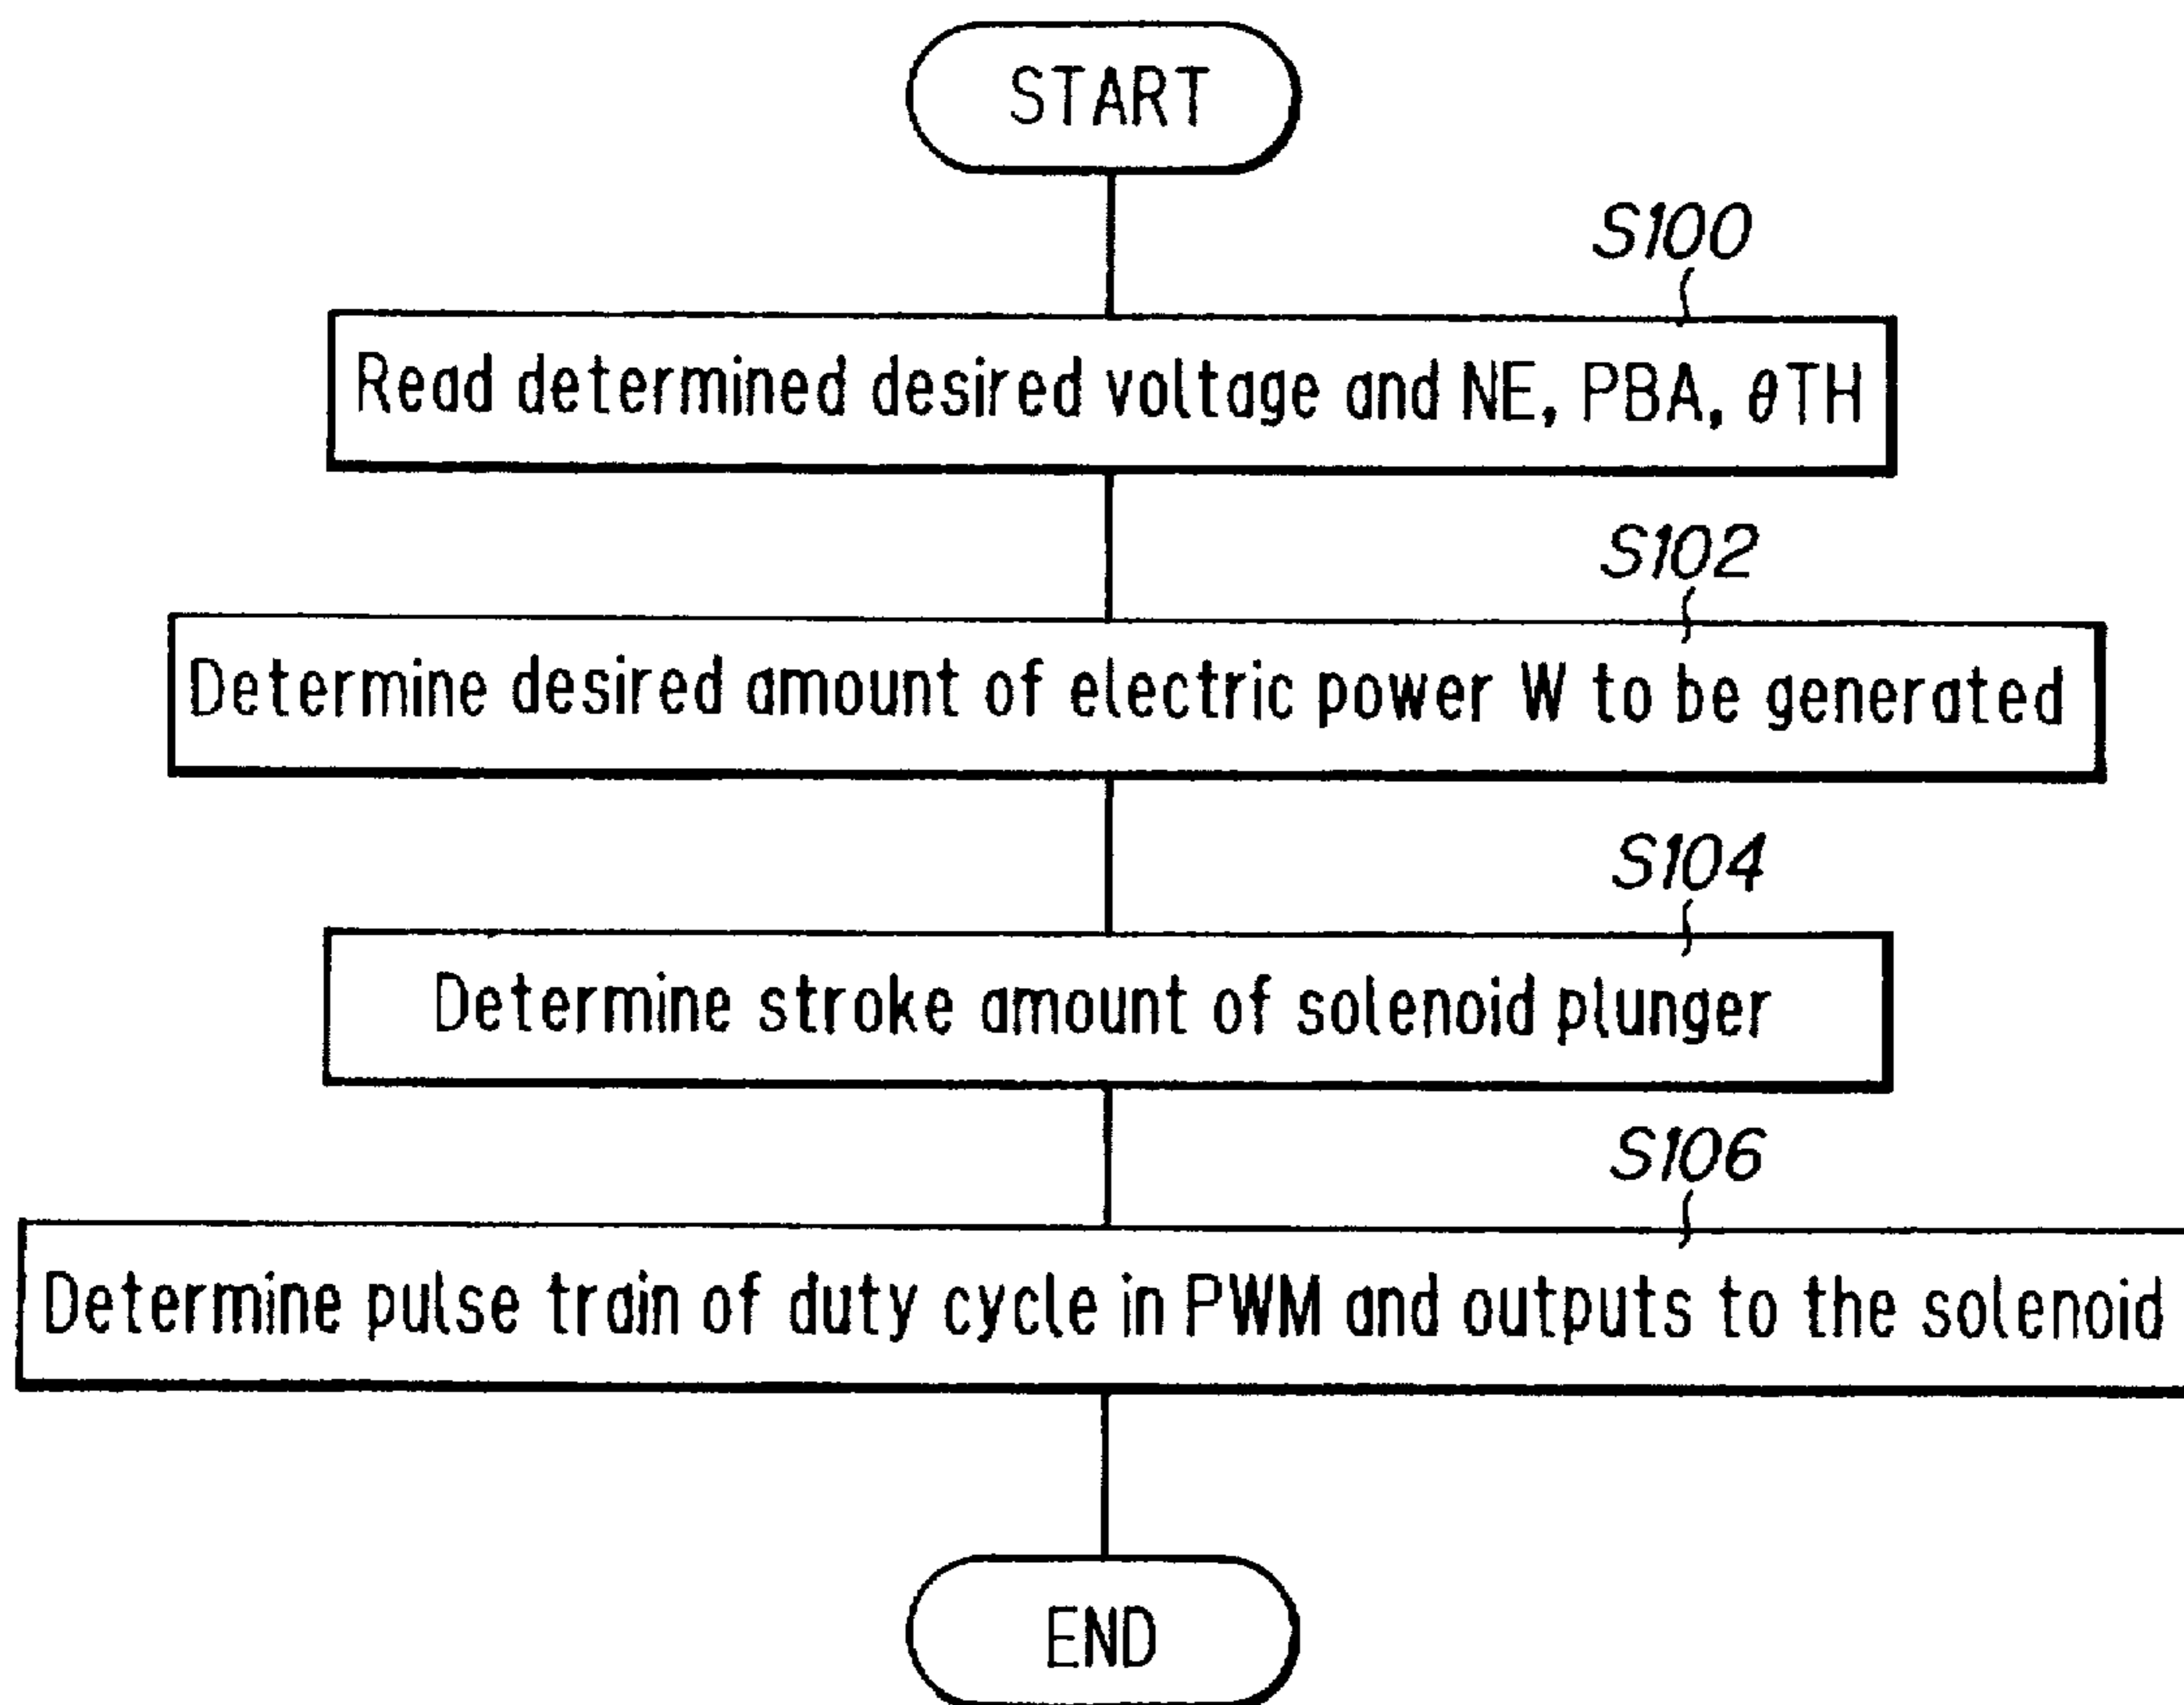 START
S100
Read determined desired voltage and NE, PBA, θTH
S102
Determine desired amount of electric power W to be generated
S104
Determine stroke amount of solenoid plunger
S106
Determine pulse train of duty cycle in PWM and outputs to the solenoid
END